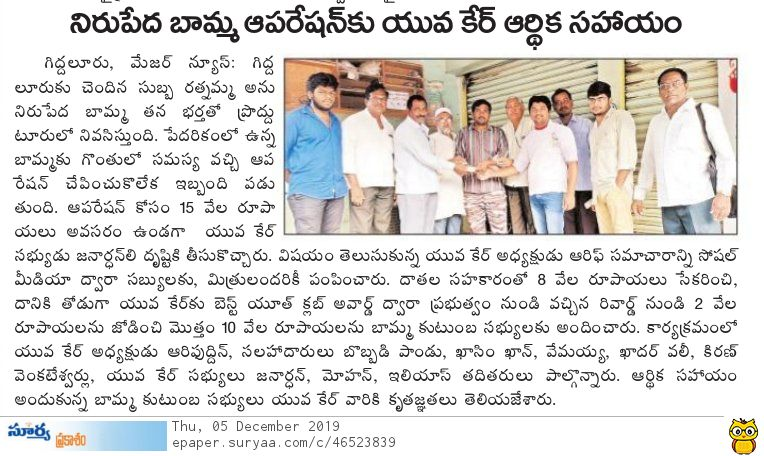 నిరుపేద బామ్మ ఆపరేషన్‌కు యువ కేర్ ఆర్థిక సహాయం
గిద్దలూరు, మేజర్ న్యూస్: గిద్ద
లూరుకు చెందిన సుబ్బ రత్నమ్మ అను
నిరుపేద బామ్మ తన భర్తతో ప్రొద్దు
టూరులో నివసిస్తుంది. పేదరికంలో ఉన్న
బామ్మకు గొంతులో సమస్య వచ్చి ఆప
రేషన్ చేపించుకొలేక ఇబ్బంది పడు
తుంది. ఆపరేషన్ కోసం 15 వేల రూపా
యలు అవసరం ఉండగా యువ కేర్
సభ్యుడు జనార్ధన్‌లి దృష్టికి తీసుకొచ్చారు. విషయం తెలుసుకున్న యువ కేర్ అధ్యక్షుడు ఆరిఫ్ సమాచారాన్ని సోషల్
మీడియా ద్వారా సబ్యులకు, మిత్రులందరికీ పంపించారు. దాతల సహకారంతో 8 వేల రూపాయలు సేకరించి,
దానికి తోడుగా యువ కేర్‌కు బెస్ట్ యూత్ క్లబ్ అవార్డ్ ద్వారా ప్రభుత్వం నుండి వచ్చిన రివార్డ్ నుండి 2 వేల
రూపాయలను జోడించి మొత్తం 10 వేల రూపాయలను బామ్మ కుటుంబ సభ్యులకు అందించారు. కార్యక్రమంలో
యువ కేర్ అధ్యక్షుడు ఆరిపుద్దిన్, సలహాదారులు బొబ్బడి పాండు, ఖాసిం ఖాన్, వేమయ్య, ఖాదర్ వలీ, కిరణ్
వెంకటేశ్వర్లు, యువ కేర్ సభ్యులు జనార్ధన్, మోహన్, ఇలియాస్ తదితరులు పాల్గొన్నారు. ఆర్థిక సహాయం
అందుకున్న బామ్మ కుటుంబ సభ్యులు యువ కేర్ వారికి కృతజ్ఞతలు తెలియజేశారు.
సూర్య ప్రకాశం
Thu, 05 December 2019
epaper.suryaa.com/c/46523839